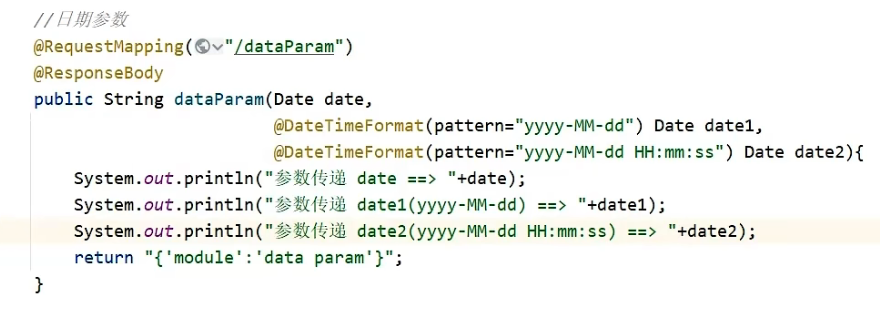 //日期参数
@RequestMapping("/dataParam")
@ResponseBody
public String dataParam(Date date,
@DateTimeFormat(pattern="yyyy-MM-dd") Date date1,
@DateTimeFormat(pattern="yyyy-MM-dd HH:mm:ss") Date date2){
System.out.println("参数传递 date ==> "+date);
System.out.println("参数传递 date1(yyyy-MM-dd) ==> "+date1);
System.out.println("参数传递 date2(yyyy-MM-dd HH:mm:ss) ==> "+date2);
return "{'module':'data param'}";
}